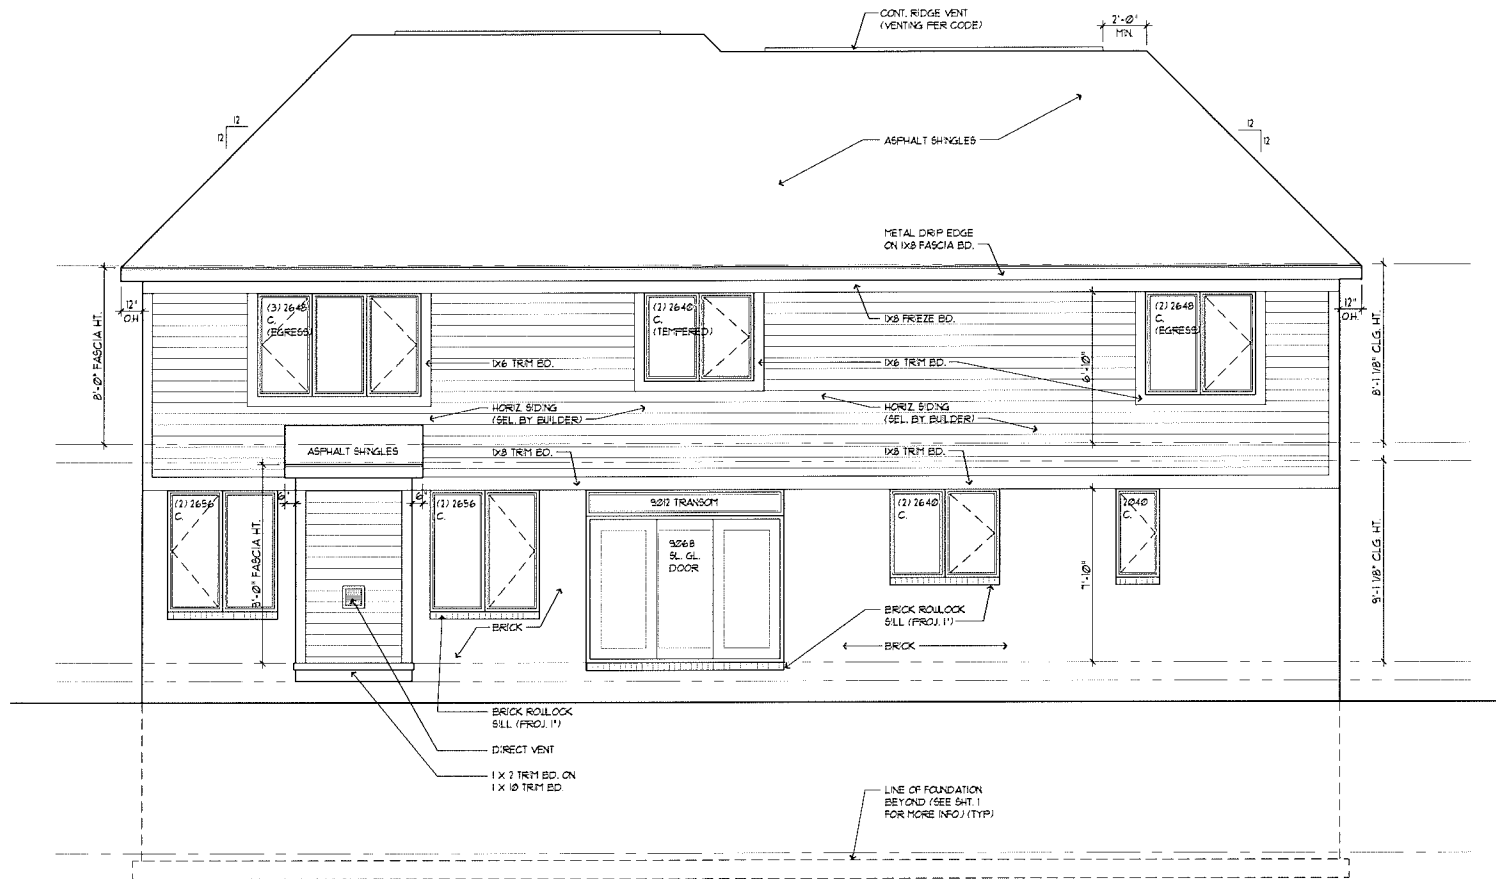 CONT. RIDGE VENT
(VENTING PER CODE)
2'-0"
MIN.
12
12
12
12
ASPHALT SHINGLES
METAL DRIP EDGE
ON 1X8 FASCIA BD.
12"
O.H.
12"
O.H.
(3) 2648
C.
(EGRESS)
(2) 2640
C.
(TEMPERED)
(2) 2648
C.
(EGRESS)
1X8 FRIEZE BD.
8'-0" FASCIA HT.
1X6 TRIM BD.
1X6 TRIM BD.
6'-10"
8'-1 1/8" CLG. HT.
HORIZ. SIDING
(SEL. BY BUILDER)
HORIZ. SIDING
(SEL. BY BUILDER)
ASPHALT SHINGLES
1X8 TRIM BD.
1X8 TRIM BD.
6"
6"
(2) 2656
C.
(2) 2656
C.
9012 TRANSOM
(2) 2640
C.
2040
C.
9068
SL. GL.
DOOR
8'-0" FASCIA HT.
7'-10"
9'-1 1/8" CLG. HT.
BRICK
BRICK ROWLOCK
SILL (PROJ. 1")
BRICK
BRICK ROWLOCK
SILL (PROJ. 1")
DIRECT VENT
1 X 2 TRIM BD. ON
1 X 10 TRIM BD.
LINE OF FOUNDATION
BEYOND (SEE SHT. 1
FOR MORE INFO.) (TYP)